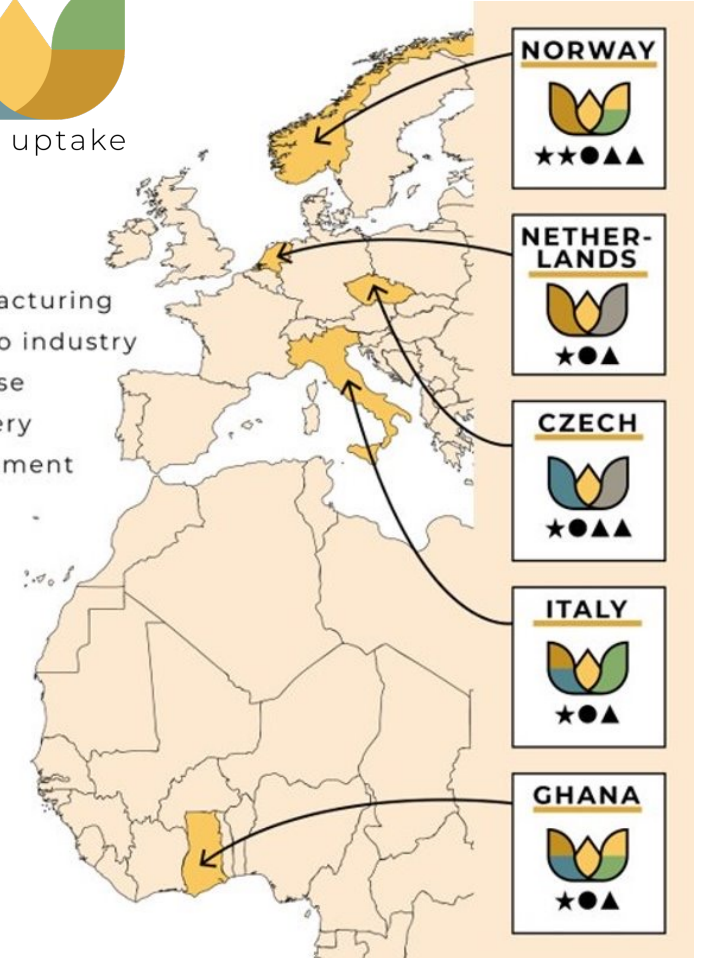 uptake
acturing
o industry
se
ery
ment
NORWAY
NETHER-
LANDS
CZECH
ITALY
GHANA